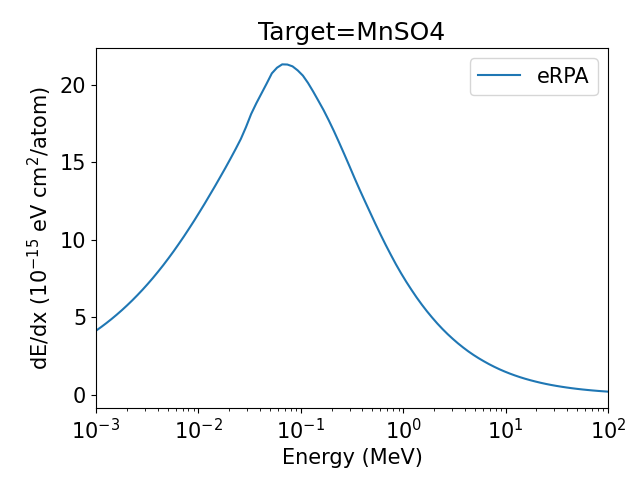 Target=MnSO4
eRPA
dE/dx (10⁻¹⁵ eV cm²/atom)
20
15
10
5
0
10⁻³ 10⁻² 10⁻¹ 10⁰ 10¹ 10²
Energy (MeV)